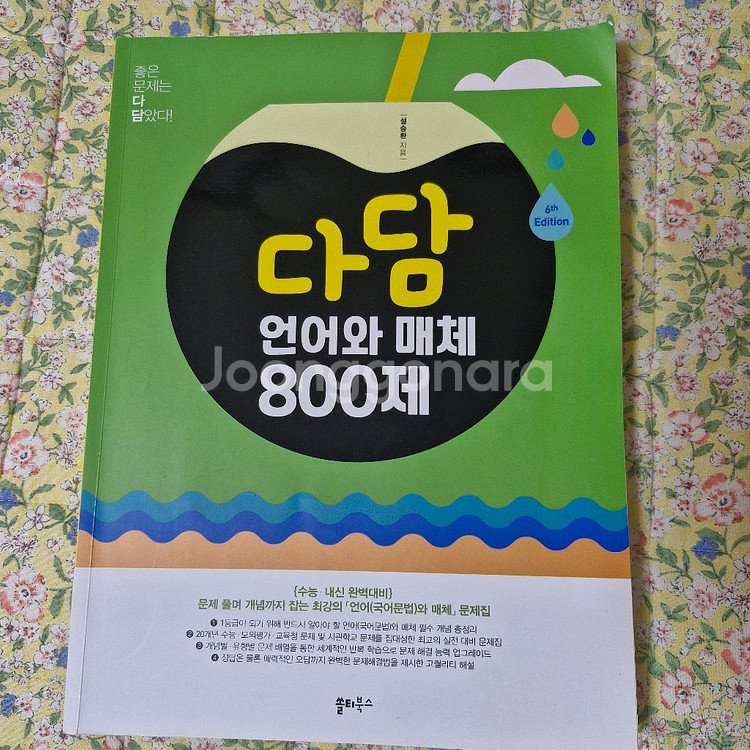 좋은
문제는
다
담았다!
설승환 지음
6th
Edition
다담
언어와 매체
800제
Joonggonara
{수능·내신 완벽대비}
문제 풀며 개념까지 잡는 최강의 「언어(국어문법)와 매체」 문제집
❶ 1등급이 되기 위해 반드시 알아야 할 언어(국어문법)와 매체 필수 개념 총정리
❷ 20개년 수능·모의평가·교육청 문제 및 사관학교 문제를 집대성한 최고의 실전 대비 문제집
❸ 개념별·유형별 문제 배열을 통한 체계적인 반복 학습으로 문제 해결 능력 업그레이드
❹ 정답은 물론 매력적인 오답까지 완벽한 문제해결법을 제시한 고퀄리티 해설
쏠티북스